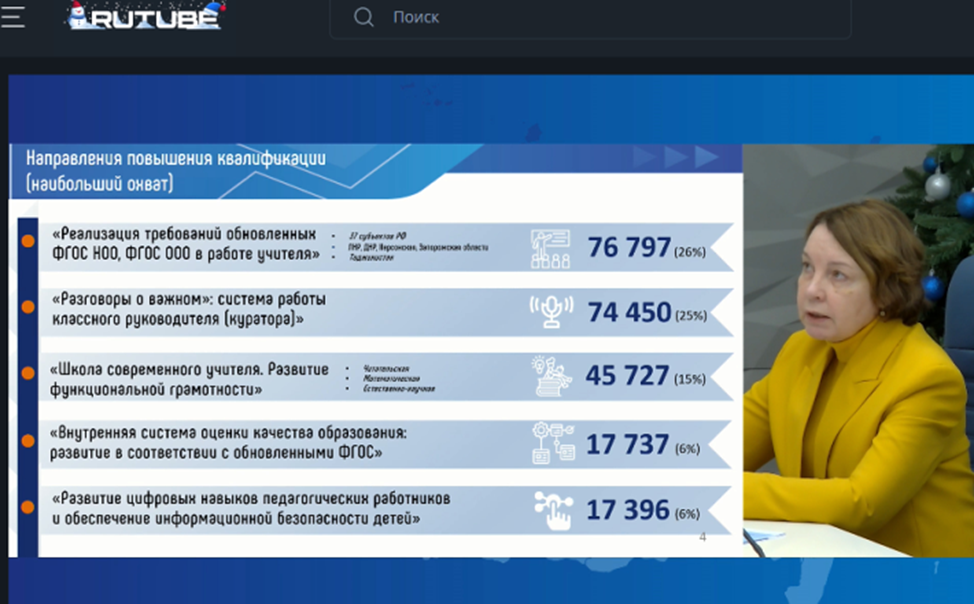 RUTUBE
Поиск
Направления повышения квалификации
(наибольший охват)
«Реализация требований обновленных
ФГОС НОО, ФГОС ООО в работе учителя»
37 субъектов РФ
ЛНР, ДНР, Херсонская, Запорожская области
Таджикистан
76 797 (26%)
«Разговоры о важном»: система работы
классного руководителя (куратора)»
74 450 (25%)
«Школа современного учителя. Развитие
функциональной грамотности»
Читательская
Математическая
Естественно-научная
45 727 (15%)
«Внутренняя система оценки качества образования:
развитие в соответствии с обновленными ФГОС»
17 737 (6%)
«Развитие цифровых навыков педагогических работников
и обеспечение информационной безопасности детей»
17 396 (6%)
4